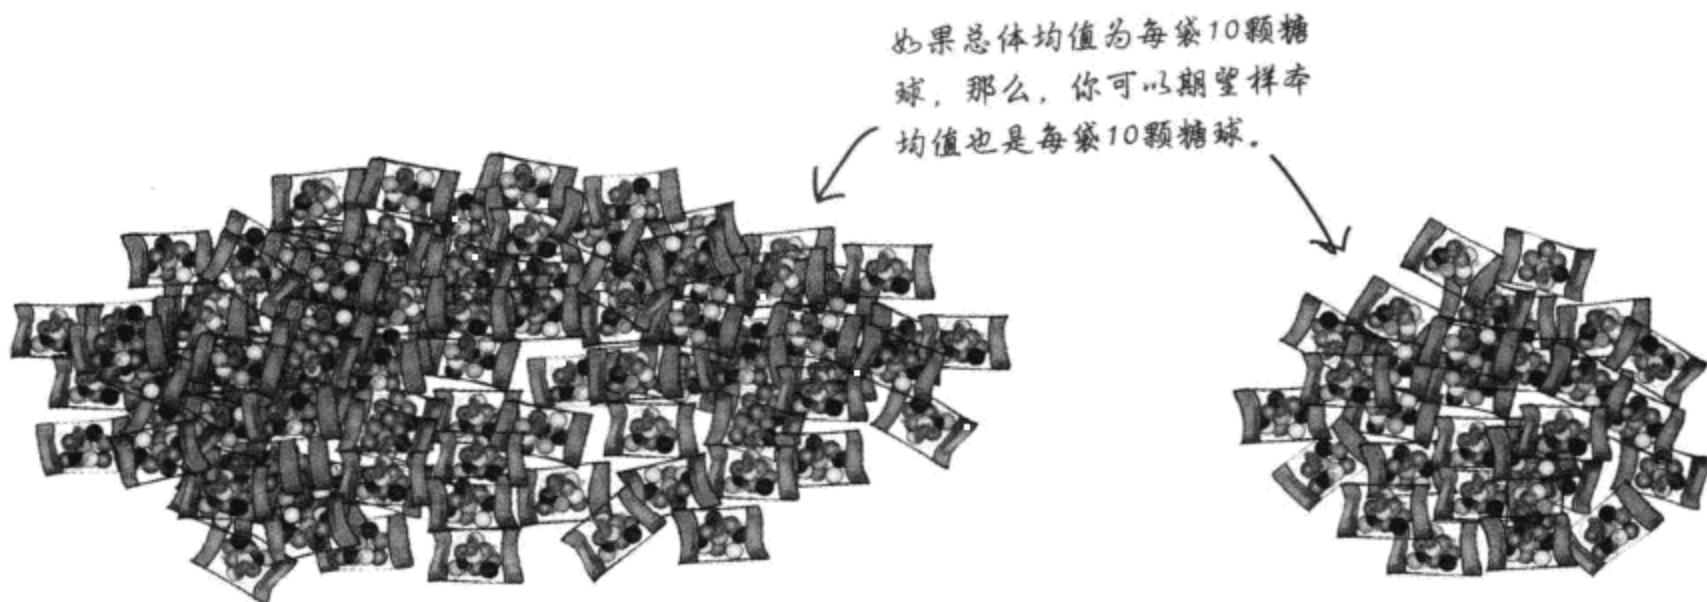 如果总体均值为每袋10颗糖
球，那么，你可以期望样本
均值也是每袋10颗糖球。